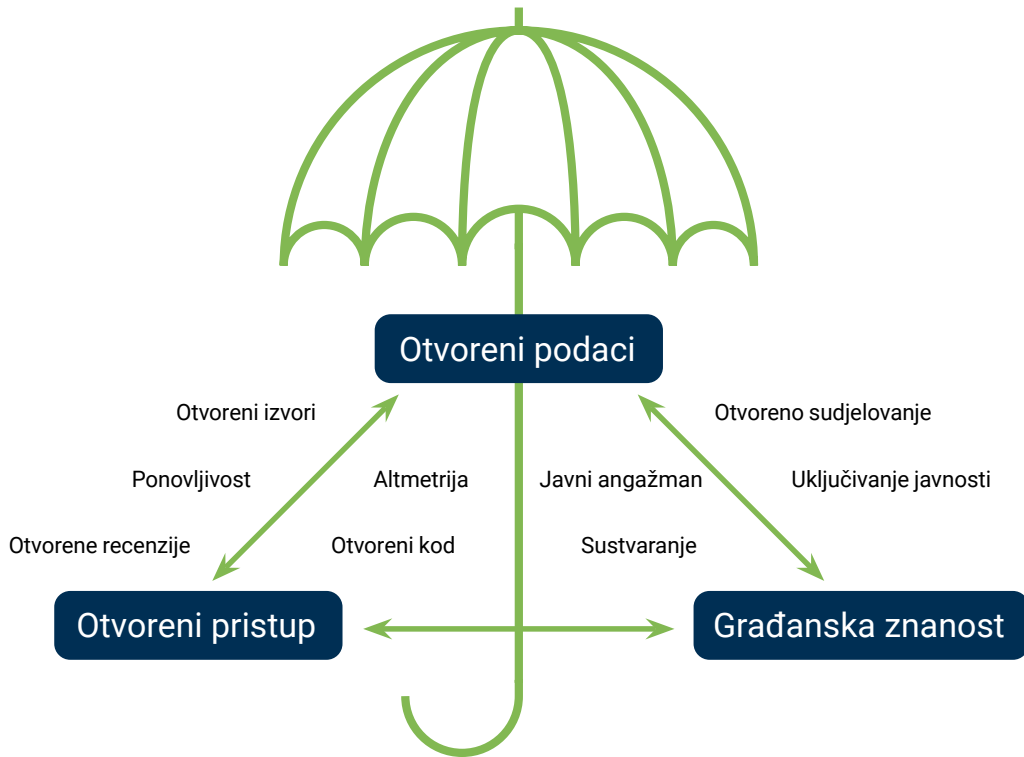 Otvoreni podaci
Otvoreni izvori
Otvoreno sudjelovanje
Ponovljivost
Altmetrija
Javni angažman
Uključivanje javnosti
Otvorene recenzije
Otvoreni kod
Sustvaranje
Otvoreni pristup
Građanska znanost